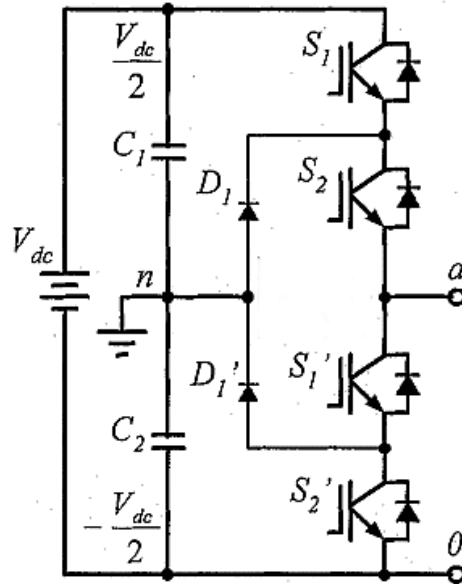 V_dc/2
S_1
C_1
D_1
S_2
V_dc
n
a
D_1'
S_1'
C_2
S_2'
-V_dc/2
0